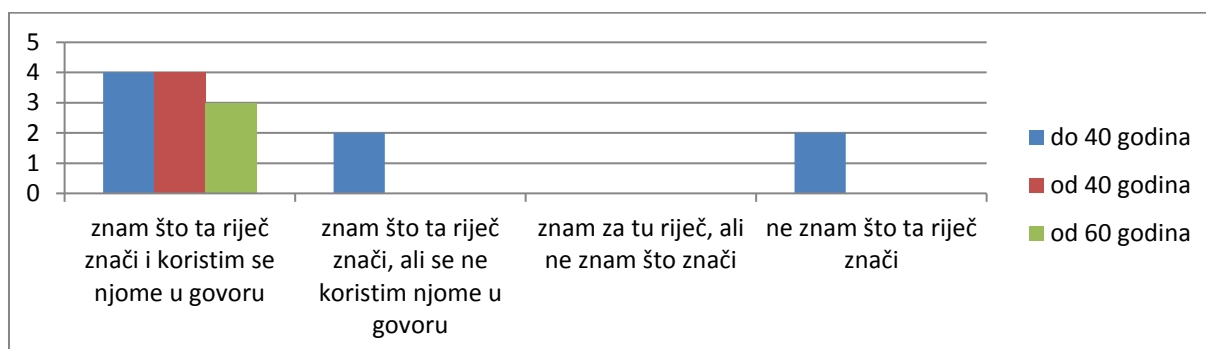 5
4
3
2
1
0
znam što ta riječ
znači i koristim se
njome u govoru
znam što ta riječ
znači, ali se ne
koristim njome u
govoru
znam za tu riječ, ali
ne znam što znači
ne znam što ta riječ
znači
do 40 godina
od 40 godina
od 60 godina